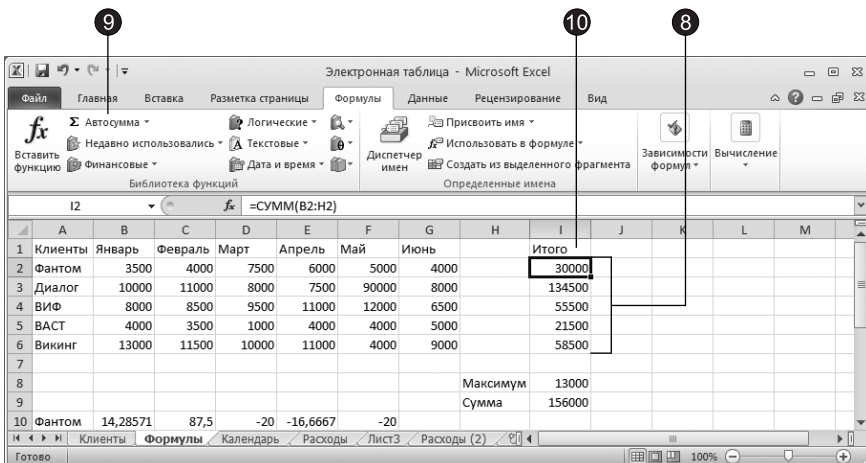 9 10 8
Электронная таблица - Microsoft Excel
Файл Главная Вставка Разметка страницы Формулы Данные Рецензирование Вид
fx Вставить функцию
Σ Автосумма
Недавно использовались
Финансовые
Логические
Текстовые
Дата и время
Библиотека функций
Диспетчер имен
Присвоить имя
Использовать в формуле
Создать из выделенного фрагмента
Определенные имена
Зависимости формул
Вычисление
I2 fx =СУММ(B2:H2)
A B C D E F G H I J K L M
1 Клиенты Январь Февраль Март Апрель Май Июнь Итого
2 Фантом 3500 4000 7500 6000 5000 4000 30000
3 Диалог 10000 11000 8000 7500 90000 8000 134500
4 ВИФ 8000 8500 9500 11000 12000 6500 55500
5 ВАСТ 4000 3500 1000 4000 4000 5000 21500
6 Викинг 13000 11500 10000 11000 4000 9000 58500
7
8 Максимум 13000
9 Сумма 156000
10 Фантом 14,28571 87,5 -20 -16,6667 -20
Клиенты Формулы Календарь Расходы Лист3 Расходы (2)
Готово 100%